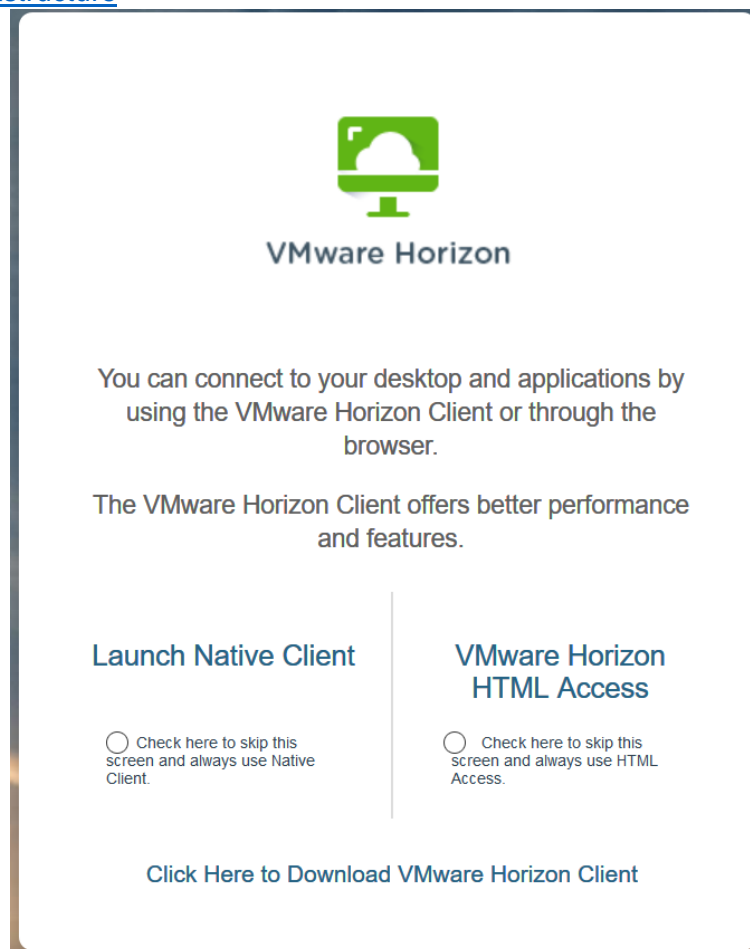 VMware Horizon
You can connect to your desktop and applications by
using the VMware Horizon Client or through the
browser.
The VMware Horizon Client offers better performance
and features.
Launch Native Client
Check here to skip this
screen and always use Native
Client.
VMware Horizon
HTML Access
Check here to skip this
screen and always use HTML
Access.
Click Here to Download VMware Horizon Client